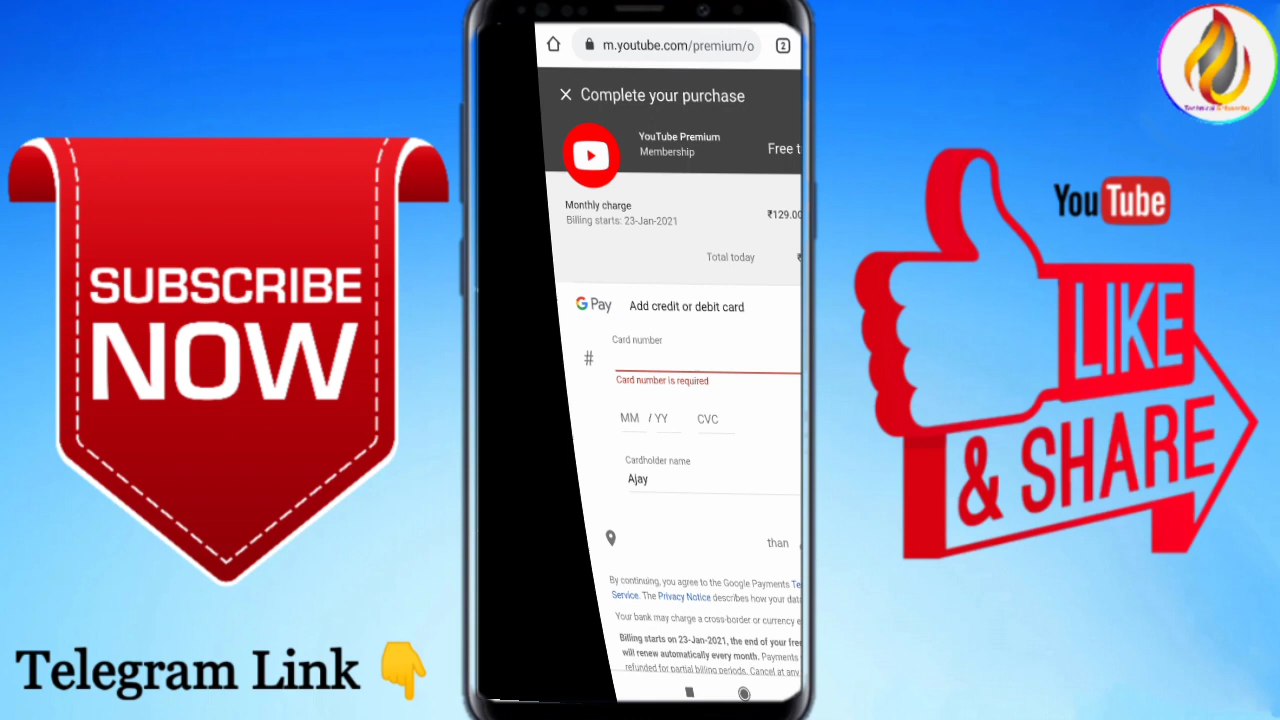 m.youtube.com/premium/o
2
Complete your purchase
YouTube Premium
Membership
Free t
Monthly charge
Billing starts: 23-Jan-2021
₹129.00
Total today
₹
G Pay
Add credit or debit card
Card number
#
Card number is required
MM / YY
CVC
Cardholder name
Ajay
than
By continuing, you agree to the Google Payments Te
Service. The Privacy Notice describes how your data
Your bank may charge a cross-border or currency e
Billing starts on 23-Jan-2021, the end of your free
will renew automatically every month. Payments
refunded for partial billing periods. Cancel at any
SUBSCRIBE
NOW
Telegram Link
YouTube
LIKE
& SHARE